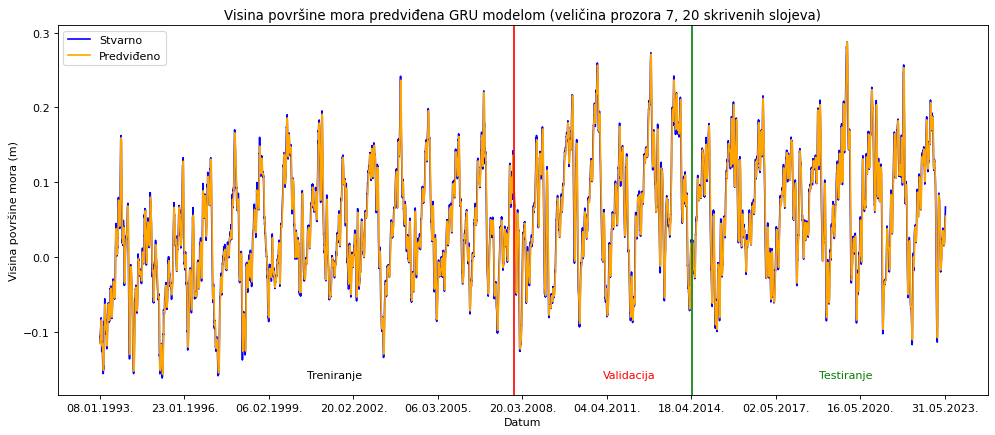 Visina površine mora predviđena GRU modelom (veličina prozora 7, 20 skrivenih slojeva)
Stvarno
Predviđeno
Visina površine mora (m)
0.3
0.2
0.1
0.0
−0.1
Treniranje
Validacija
Testiranje
08.01.1993.
23.01.1996.
06.02.1999.
20.02.2002.
06.03.2005.
20.03.2008.
04.04.2011.
18.04.2014.
02.05.2017.
16.05.2020.
31.05.2023.
Datum